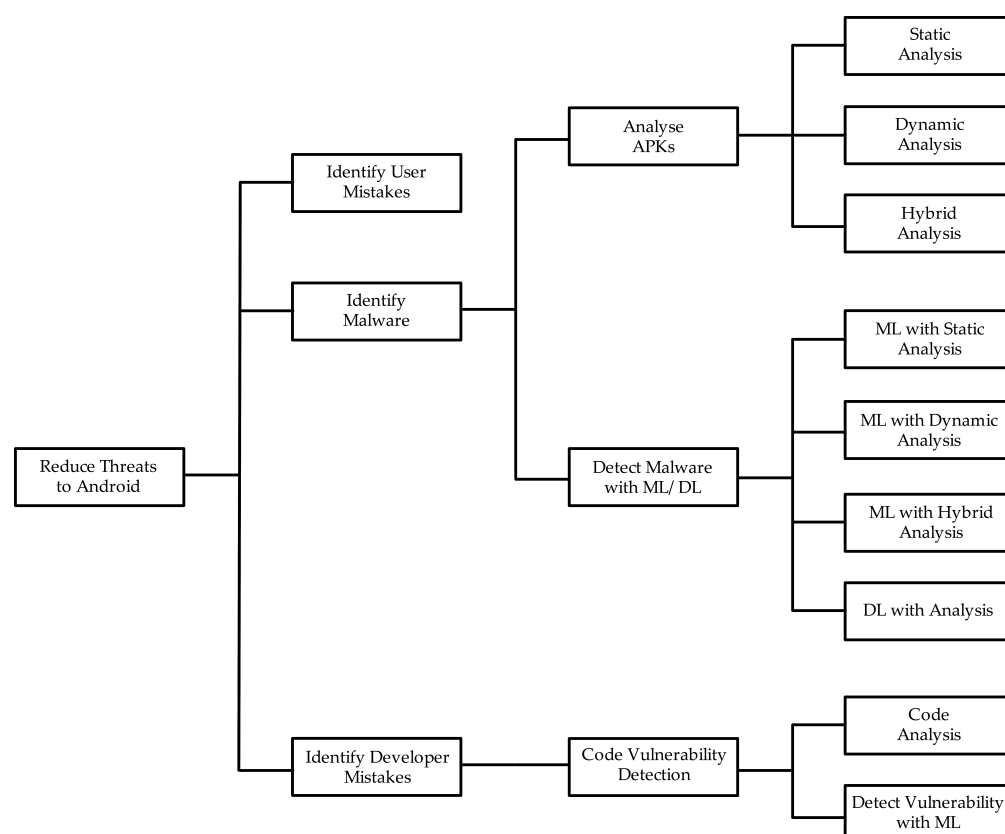 Reduce Threats
to Android
Identify User
Mistakes
Identify
Malware
Identify Developer
Mistakes
Analyse
APKs
Detect Malware
with ML/ DL
Code Vulnerability
Detection
Static
Analysis
Dynamic
Analysis
Hybrid
Analysis
ML with Static
Analysis
ML with Dynamic
Analysis
ML with Hybrid
Analysis
DL with Analysis
Code
Analysis
Detect Vulnerability
with ML